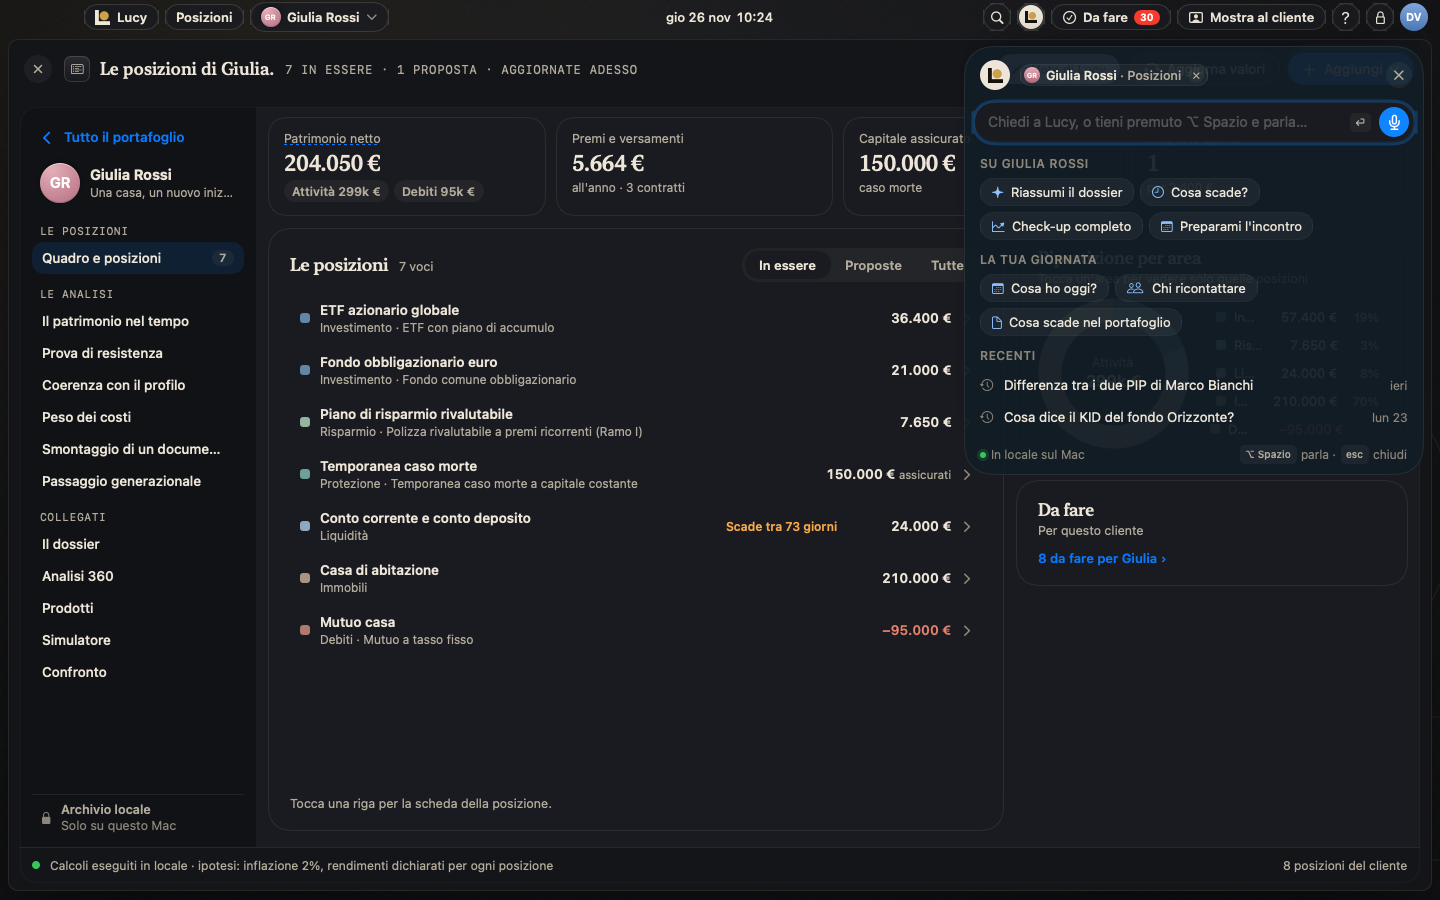 Lucy
Posizioni
GR Giulia Rossi
gio 26 nov 10:24
Da fare 30
Mostra al cliente
?
DV
Le posizioni di Giulia.
7 IN ESSERE · 1 PROPOSTA · AGGIORNATE ADESSO
Tutto il portafoglio
GR
Giulia Rossi
Una casa, un nuovo iniz...
LE POSIZIONI
Quadro e posizioni 7
LE ANALISI
Il patrimonio nel tempo
Prova di resistenza
Coerenza con il profilo
Peso dei costi
Smontaggio di un docume...
Passaggio generazionale
COLLEGATI
Il dossier
Analisi 360
Prodotti
Simulatore
Confronto
Archivio locale
Solo su questo Mac
Patrimonio netto
204.050 €
Attività 299k € Debiti 95k €
Premi e versamenti
5.664 €
all'anno · 3 contratti
Capitale assicurat
150.000 €
caso morte
Le posizioni 7 voci
In essere Proposte Tutte
ETF azionario globale
Investimento · ETF con piano di accumulo
36.400 €
Fondo obbligazionario euro
Investimento · Fondo comune obbligazionario
21.000 €
Piano di risparmio rivalutabile
Risparmio · Polizza rivalutabile a premi ricorrenti (Ramo I)
7.650 €
Temporanea caso morte
Protezione · Temporanea caso morte a capitale costante
150.000 € assicurati
Conto corrente e conto deposito
Liquidità
Scade tra 73 giorni
24.000 €
Casa di abitazione
Immobili
210.000 €
Mutuo casa
Debiti · Mutuo a tasso fisso
−95.000 €
Tocca una riga per la scheda della posizione.
GR Giulia Rossi · Posizioni
Chiedi a Lucy, o tieni premuto ⌥ Spazio e parla...
SU GIULIA ROSSI
Riassumi il dossier
Cosa scade?
Check-up completo
Preparami l'incontro
LA TUA GIORNATA
Cosa ho oggi?
Chi ricontattare
Cosa scade nel portafoglio
RECENTI
Differenza tra i due PIP di Marco Bianchi
ieri
Cosa dice il KID del fondo Orizzonte?
lun 23
In locale sul Mac
⌥ Spazio parla · esc chiudi
Da fare
Per questo cliente
8 da fare per Giulia ›
Calcoli eseguiti in locale · ipotesi: inflazione 2%, rendimenti dichiarati per ogni posizione
8 posizioni del cliente